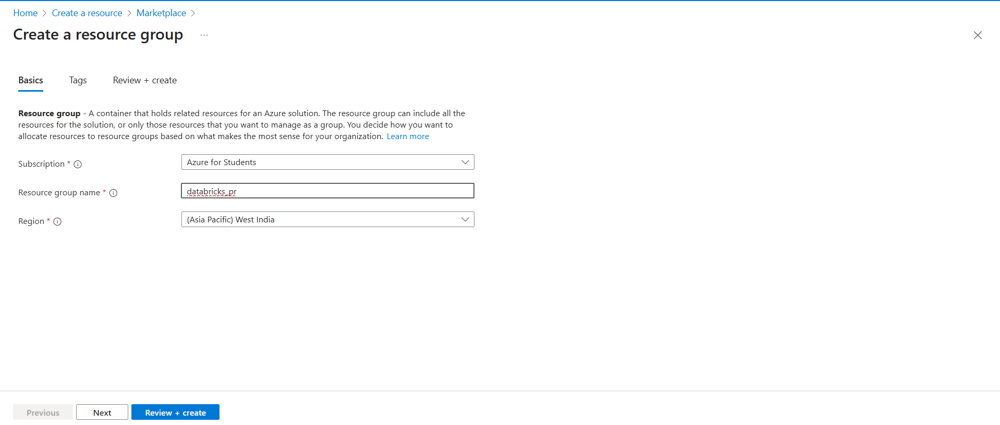 Home > Create a resource > Marketplace >
Create a resource group ...
Basics Tags Review + create
Resource group - A container that holds related resources for an Azure solution. The resource group can include all the
resources for the solution, or only those resources that you want to manage as a group. You decide how you want to
allocate resources to resource groups based on what makes the most sense for your organization. Learn more
Subscription *
Azure for Students
Resource group name *
databricks_pr
Region *
(Asia Pacific) West India
Previous Next Review + create